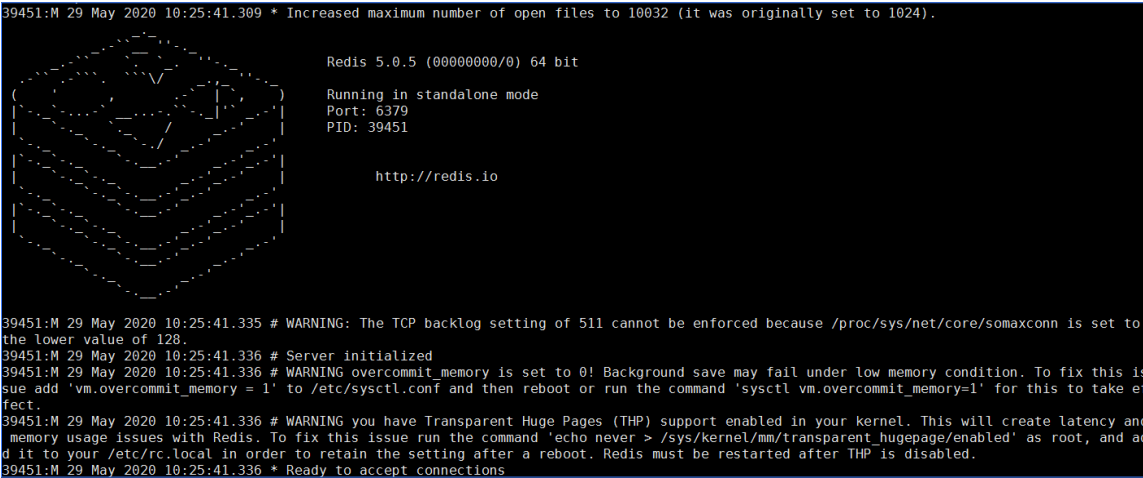 39451:M 29 May 2020 10:25:41.309 * Increased maximum number of open files to 10032 (it was originally set to 1024).
Redis 5.0.5 (00000000/0) 64 bit
Running in standalone mode
Port: 6379
PID: 39451
http://redis.io
39451:M 29 May 2020 10:25:41.335 # WARNING: The TCP backlog setting of 511 cannot be enforced because /proc/sys/net/core/somaxconn is set to
the lower value of 128.
39451:M 29 May 2020 10:25:41.336 # Server initialized
39451:M 29 May 2020 10:25:41.336 # WARNING overcommit_memory is set to 0! Background save may fail under low memory condition. To fix this is
sue add 'vm.overcommit_memory = 1' to /etc/sysctl.conf and then reboot or run the command 'sysctl vm.overcommit_memory=1' for this to take ef
fect.
39451:M 29 May 2020 10:25:41.336 # WARNING you have Transparent Huge Pages (THP) support enabled in your kernel. This will create latency and
memory usage issues with Redis. To fix this issue run the command 'echo never > /sys/kernel/mm/transparent_hugepage/enabled' as root, and ad
d it to your /etc/rc.local in order to retain the setting after a reboot. Redis must be restarted after THP is disabled.
39451:M 29 May 2020 10:25:41.336 * Ready to accept connections